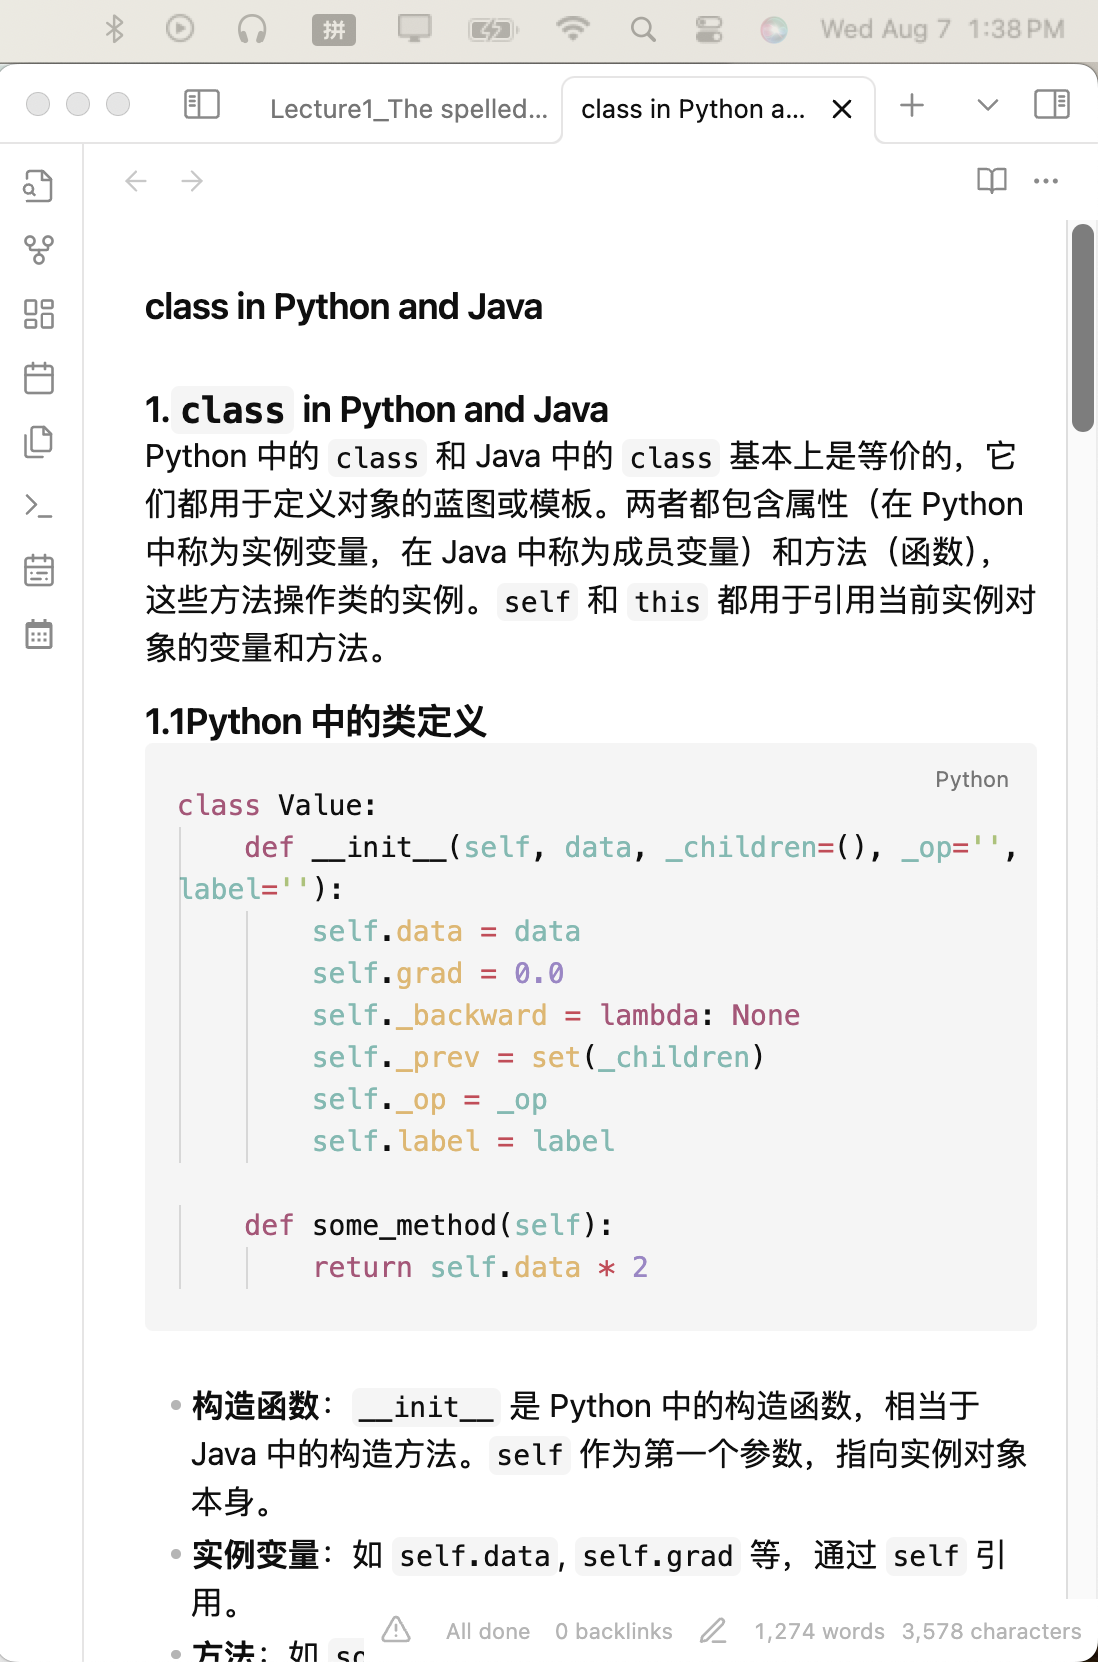 拼
Wed Aug 7 1:38 PM
Lecture1_The spelled... class in Python a...
class in Python and Java
1. class in Python and Java
Python 中的 class 和 Java 中的 class 基本上是等价的，它
们都用于定义对象的蓝图或模板。两者都包含属性（在 Python
中称为实例变量，在 Java 中称为成员变量）和方法（函数），
这些方法操作类的实例。self 和 this 都用于引用当前实例对
象的变量和方法。
1.1Python 中的类定义
Python
class Value:
    def __init__(self, data, _children=(), _op='',
label=''):
        self.data = data
        self.grad = 0.0
        self._backward = lambda: None
        self._prev = set(_children)
        self._op = _op
        self.label = label
    def some_method(self):
        return self.data * 2
构造函数：__init__ 是 Python 中的构造函数，相当于
Java 中的构造方法。self 作为第一个参数，指向实例对象
本身。
实例变量：如 self.data, self.grad 等，通过 self 引
用。
方法：如
All done 0 backlinks 1,274 words 3,578 characters